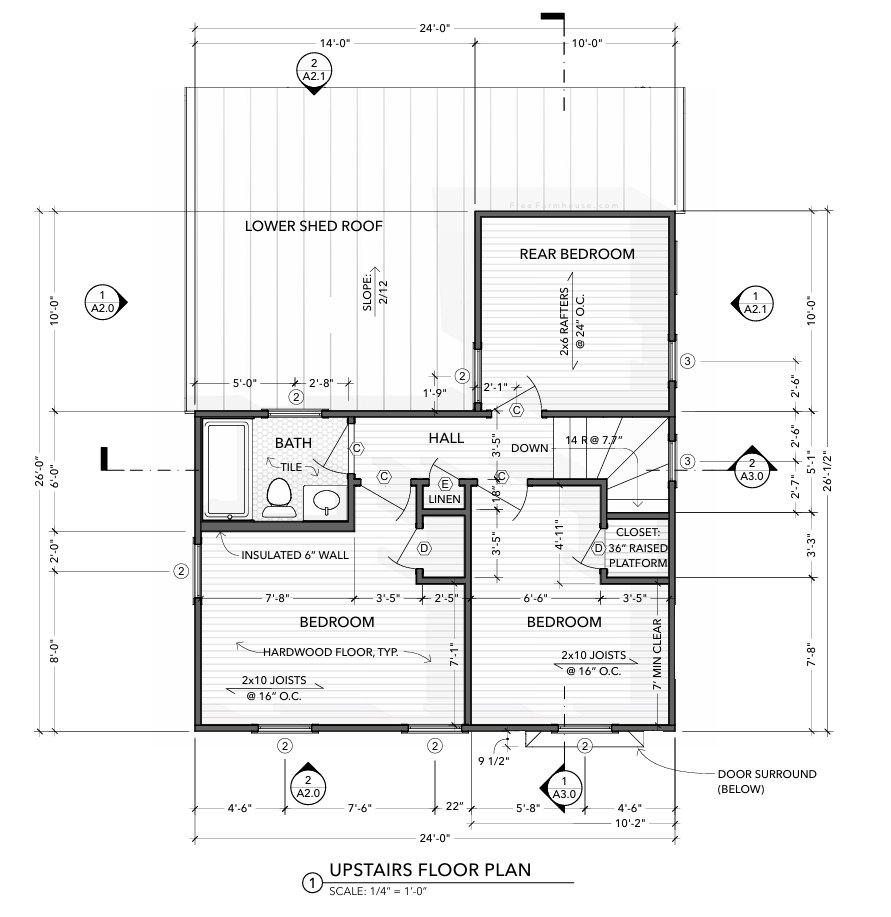 24'-0"
14'-0"
10'-0"
2
A2.1
FreeFarmhouse.com
LOWER SHED ROOF
REAR BEDROOM
SLOPE:
2/12
2x6 RAFTERS
@ 24" O.C.
1
A2.0
1
A2.1
10'-0"
10'-0"
3
2
5'-0"
2'-8"
2'-1"
1'-9"
2'-6"
2
C
BATH
TILE
C
HALL
DOWN
14 R @ 7.7"
3'-5"
2'-6"
5'-1"
3
2
A3.0
26'-0"
6'-0"
26'-1/2"
C
E
LINEN
C
18"
2'-7"
INSULATED 6" WALL
D
3'-5"
4'-11"
D
CLOSET:
36" RAISED
PLATFORM
2'-0"
3'-3"
2
7'-8"
3'-5"
2'-5"
6'-6"
3'-5"
BEDROOM
BEDROOM
HARDWOOD FLOOR, TYP.
7'-1"
2x10 JOISTS
@ 16" O.C.
7' MIN CLEAR
8'-0"
7'-8"
2x10 JOISTS
@ 16" O.C.
2
2
2
9 1/2"
DOOR SURROUND
(BELOW)
2
A2.0
1
A3.0
4'-6"
7'-6"
22"
5'-8"
4'-6"
10'-2"
24'-0"
1
UPSTAIRS FLOOR PLAN
SCALE: 1/4" = 1'-0"